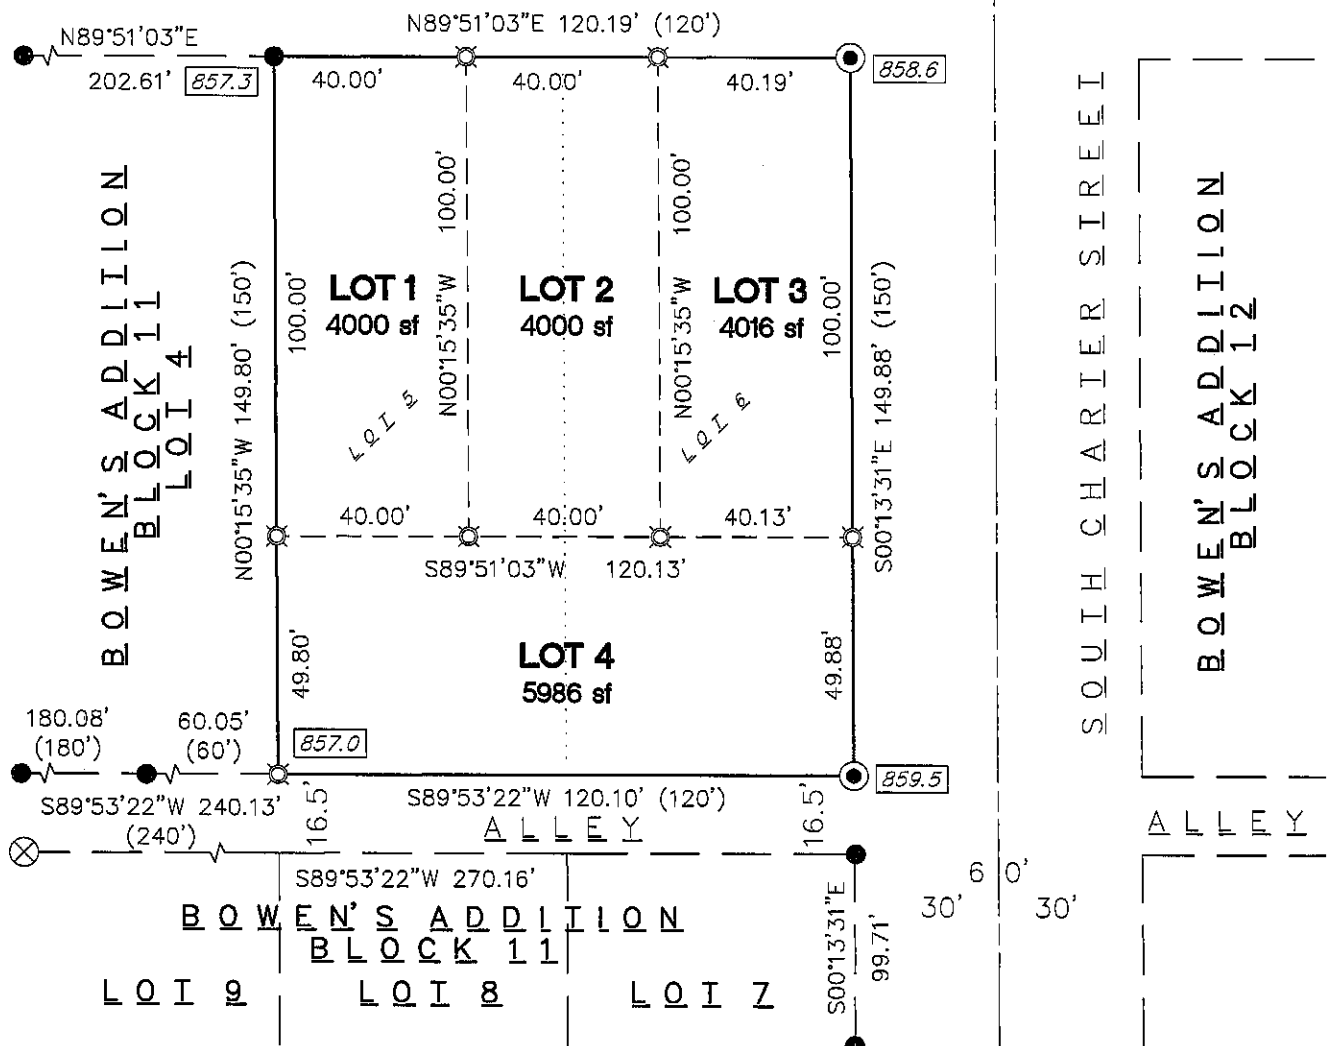 N89°51'03"E 120.19' (120')
N89°51'03"E
202.61'
857.3
40.00'
40.00'
40.19'
858.6
100.00'
100.00'
100.00'
100.00'
LOT 1
4000 sf
LOT 2
4000 sf
LOT 3
4016 sf
N00°15'35"W
N00°15'35"W
N00°15'35"W 149.80' (150')
S00°13'31"E 149.88' (150')
LOT 5
LOT 6
BOWEN'S ADDITION
BLOCK 11
LOT 4
SOUTH CHARTER STREET
BOWEN'S ADDITION
BLOCK 12
40.00'
40.00'
40.13'
S89°51'03"W 120.13'
49.80'
LOT 4
5986 sf
49.88'
180.08'
(180')
60.05'
(60')
857.0
859.5
S89°53'22"W 240.13'
(240')
16.5'
S89°53'22"W 120.10' (120')
16.5'
ALLEY
ALLEY
S89°53'22"W 270.16'
BOWEN'S ADDITION
BLOCK 11
LOT 9
LOT 8
LOT 7
S00°13'31"E
99.71'
60'
30'
30'